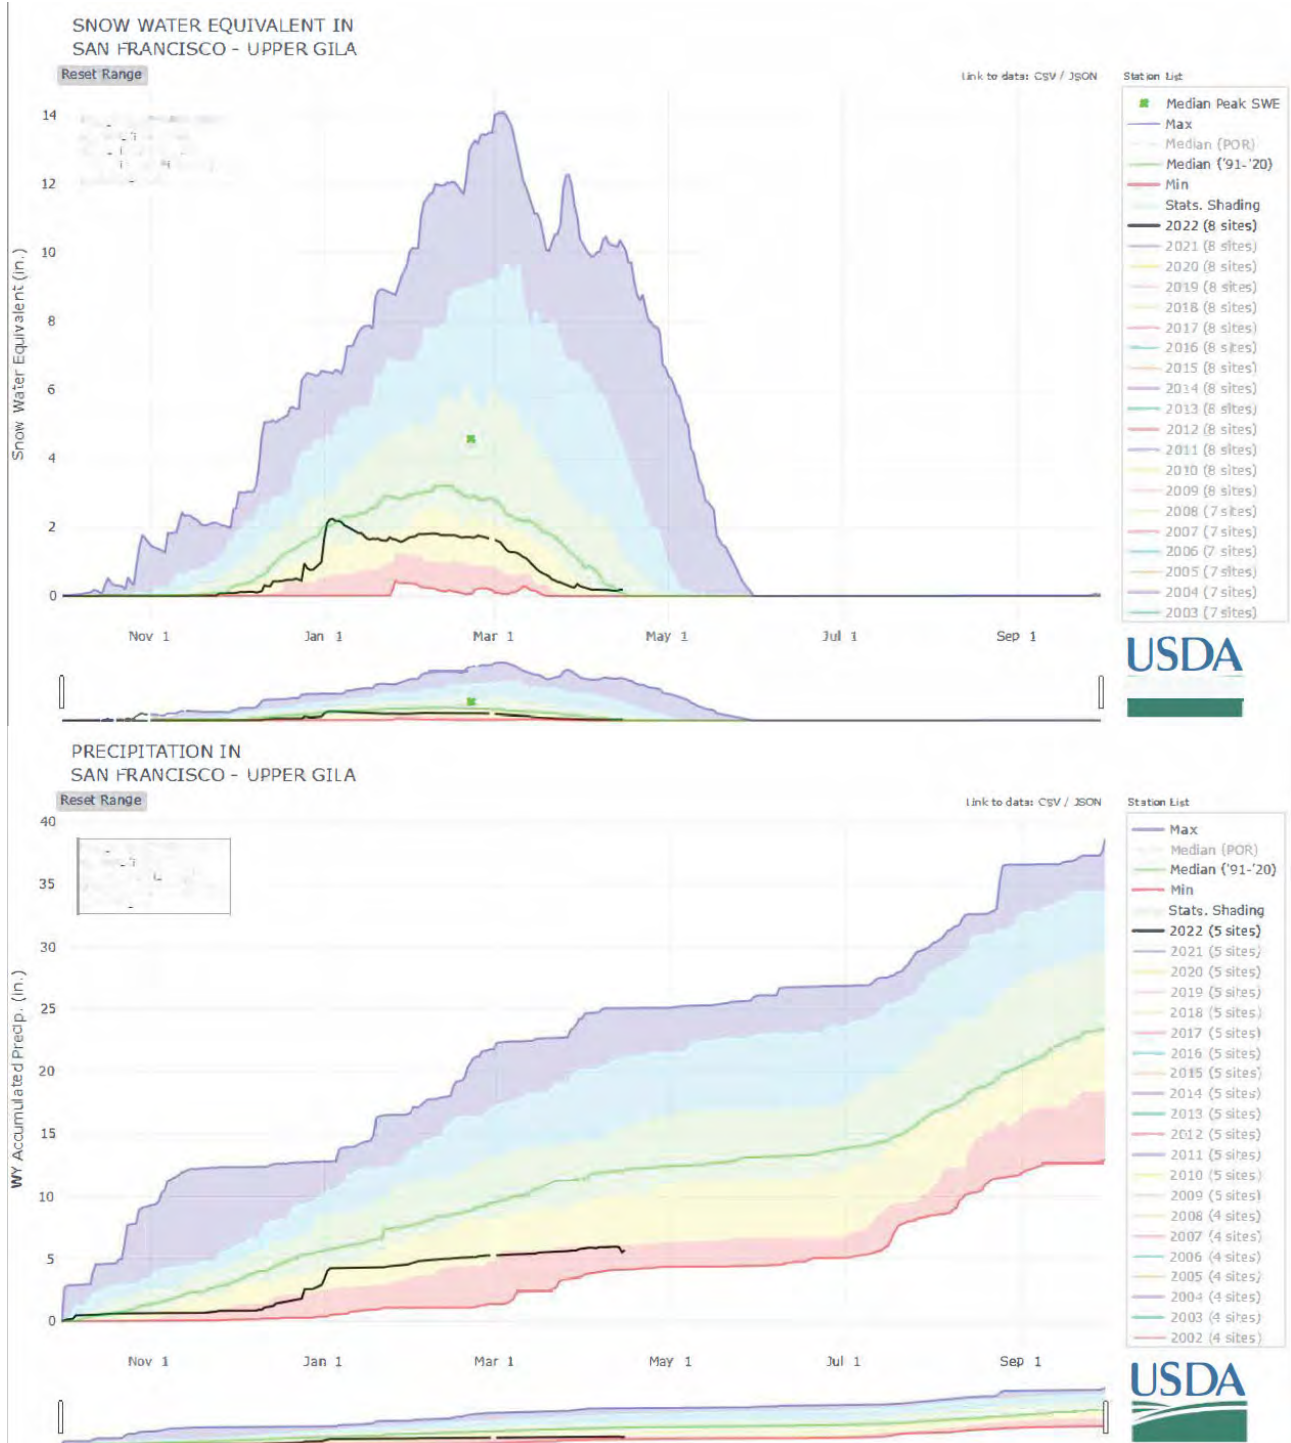 SNOW WATER EQUIVALENT IN
SAN FRANCISCO - UPPER GILA
Reset Range
Link to data: CSV / JSON
Station List
Median Peak SWE
Max
Median (POR)
Median ('91-'20)
Min
Stats. Shading
2022 (8 sites)
2021 (8 sites)
2020 (8 sites)
2019 (8 sites)
2018 (8 sites)
2017 (8 sites)
2016 (8 sites)
2015 (8 sites)
2014 (8 sites)
2013 (8 sites)
2012 (8 sites)
2011 (8 sites)
2010 (8 sites)
2009 (8 sites)
2008 (7 sites)
2007 (7 sites)
2006 (7 sites)
2005 (7 sites)
2004 (7 sites)
2003 (7 sites)
Snow Water Equivalent (in.)
14
12
10
8
6
4
2
0
Nov 1
Jan 1
Mar 1
May 1
Jul 1
Sep 1
USDA
PRECIPITATION IN
SAN FRANCISCO - UPPER GILA
Reset Range
Link to data: CSV / JSON
Station List
Max
Median (POR)
Median ('91-'20)
Min
Stats. Shading
2022 (5 sites)
2021 (5 sites)
2020 (5 sites)
2019 (5 sites)
2018 (5 sites)
2017 (5 sites)
2016 (5 sites)
2015 (5 sites)
2014 (5 sites)
2013 (5 sites)
2012 (5 sites)
2011 (5 sites)
2010 (5 sites)
2009 (5 sites)
2008 (4 sites)
2007 (4 sites)
2006 (4 sites)
2005 (4 sites)
2004 (4 sites)
2003 (4 sites)
2002 (4 sites)
WY Accumulated Precip. (in.)
40
35
30
25
20
15
10
5
0
Nov 1
Jan 1
Mar 1
May 1
Jul 1
Sep 1
USDA